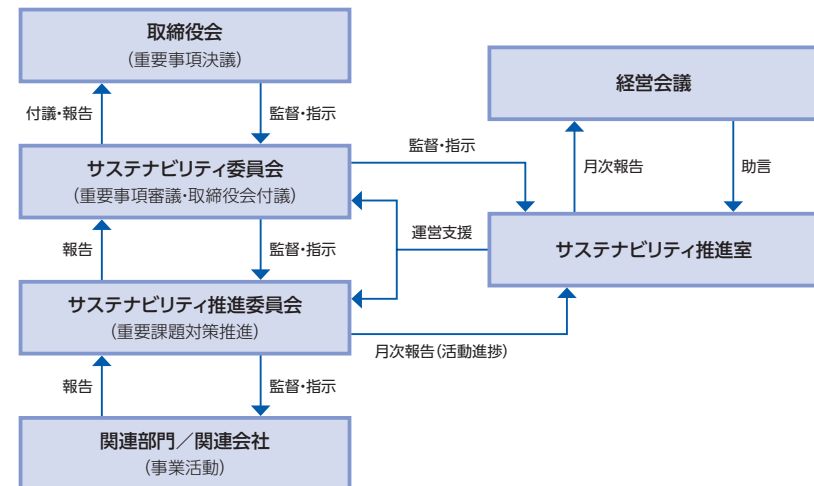 取締役会
(重要事項決議)
経営会議
付議・報告
監督・指示
サステナビリティ委員会
(重要事項審議・取締役会付議)
監督・指示
月次報告
助言
報告
監督・指示
運営支援
サステナビリティ推進室
サステナビリティ推進委員会
(重要課題対策推進)
月次報告(活動進捗)
報告
監督・指示
関連部門／関連会社
(事業活動)